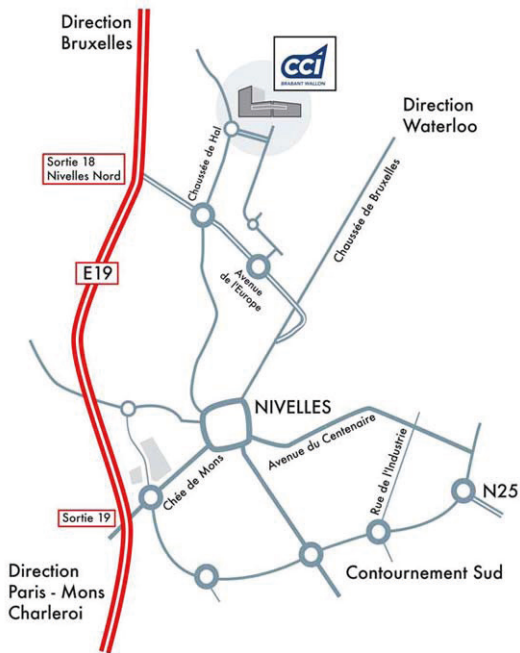 Direction
Bruxelles
CCI
BRABANT WALLON
Direction
Waterloo
Sortie 18
Nivelles Nord
Chaussée de Hal
Chaussée de Bruxelles
E19
Avenue
de l'Europe
NIVELLES
Avenue du Centenaire
Chée de Mons
Rue de l'Industrie
N25
Sortie 19
Direction
Paris - Mons
Charleroi
Contournement Sud